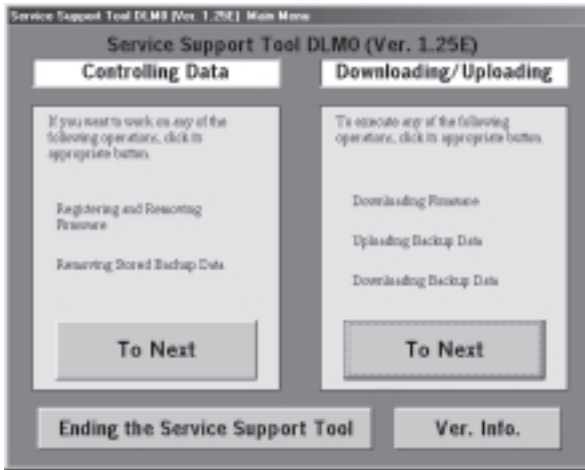 Service Support Tool DLM0 [Ver. 1.25E] Main Menu
Service Support Tool DLM0 (Ver. 1.25E)
Controlling Data
If you want to work on any of the
following operations, click its
appropriate button.
Registering and Removing
Firmware
Removing Stored Backup Data
To Next
Downloading/Uploading
To execute any of the following
operations, click its appropriate button.
Downloading Firmware
Uploading Backup Data
Downloading Backup Data
To Next
Ending the Service Support Tool
Ver. Info.